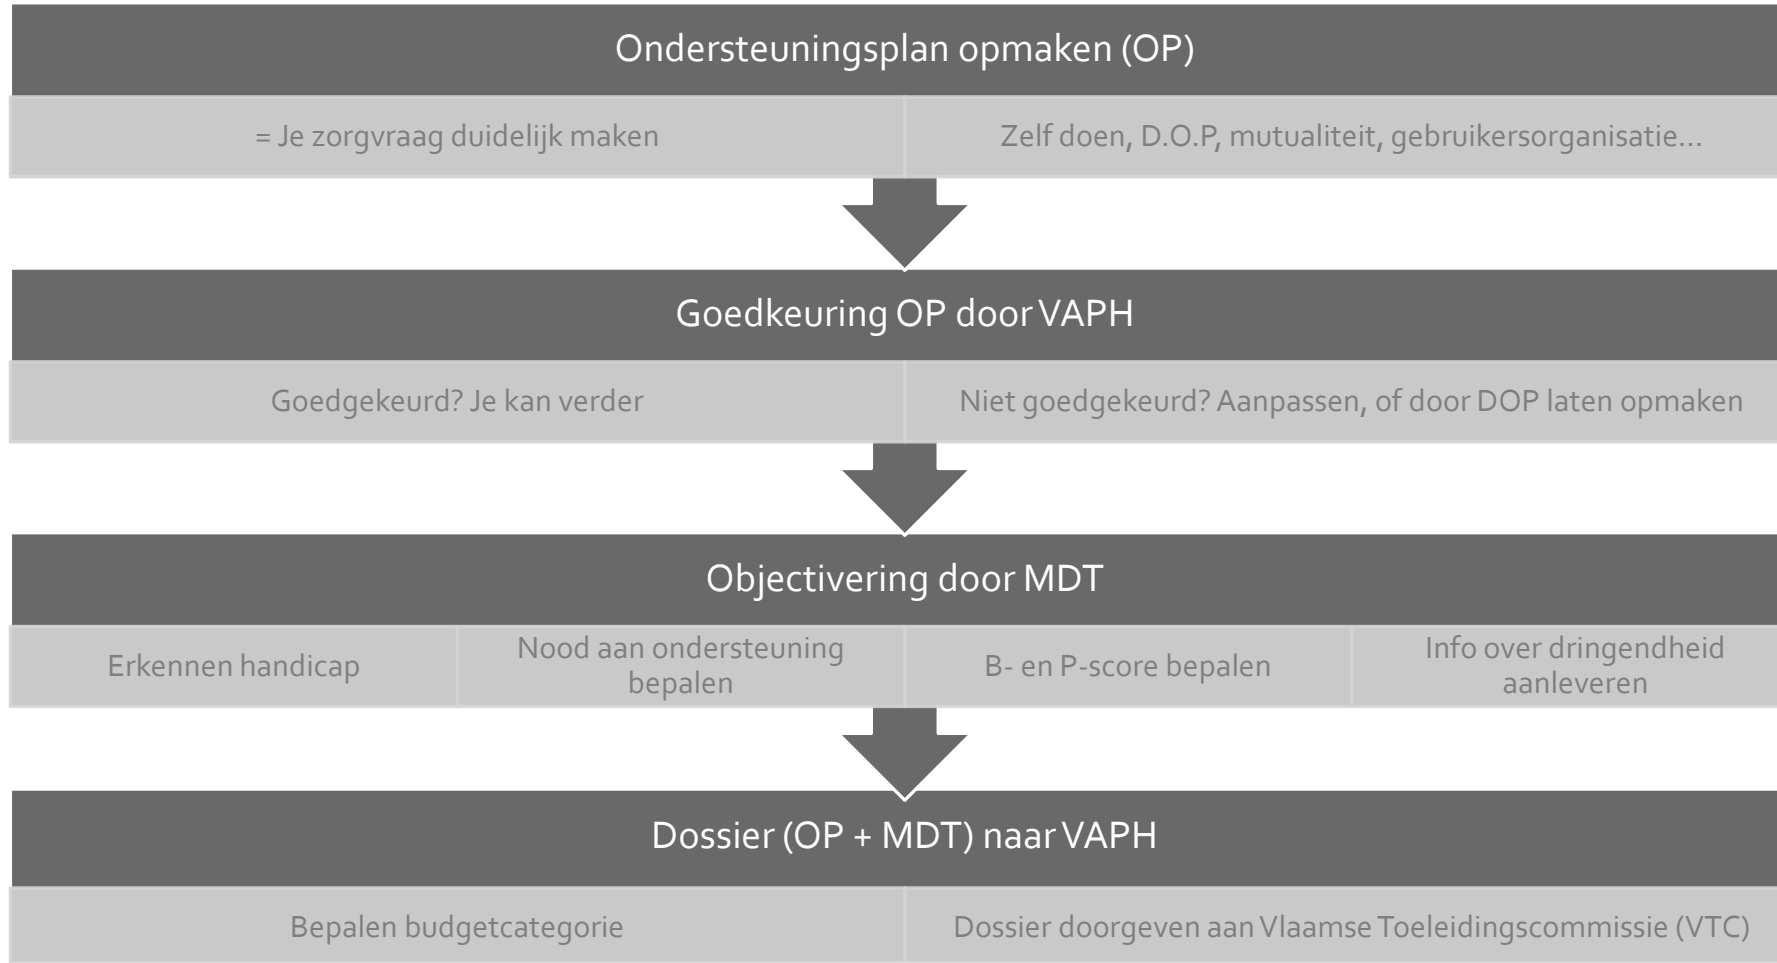 Ondersteuningsplan opmaken (OP)
= Je zorgvraag duidelijk maken
Zelf doen, D.O.P, mutualiteit, gebruikersorganisatie...
Goedkeuring OP door VAPH
Goedgekeurd? Je kan verder
Niet goedgekeurd? Aanpassen, of door DOP laten opmaken
Objectivering door MDT
Erkennen handicap
Nood aan ondersteuning
bepalen
B- en P-score bepalen
Info over dringendheid
aanleveren
Dossier (OP + MDT) naar VAPH
Bepalen budgetcategorie
Dossier doorgeven aan Vlaamse Toeleidingscommissie (VTC)